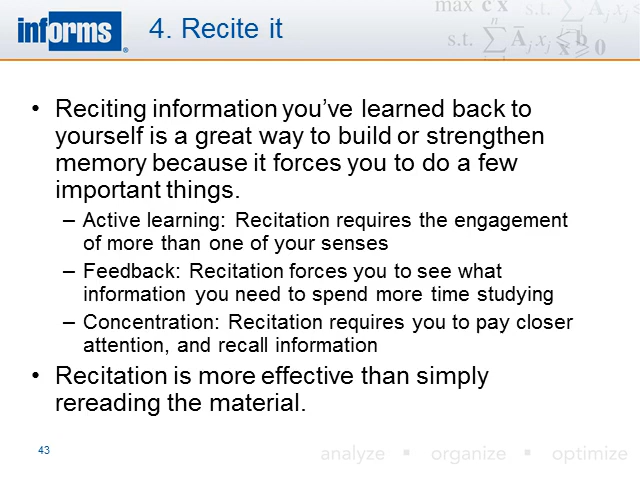 informs®
4. Recite it
max c x
s.t.
s.t.
x ≥ 0
• Reciting information you’ve learned back to
yourself is a great way to build or strengthen
memory because it forces you to do a few
important things.
– Active learning: Recitation requires the engagement
of more than one of your senses
– Feedback: Recitation forces you to see what
information you need to spend more time studying
– Concentration: Recitation requires you to pay closer
attention, and recall information
• Recitation is more effective than simply
rereading the material.
43
analyze ▪ organize ▪ optimize